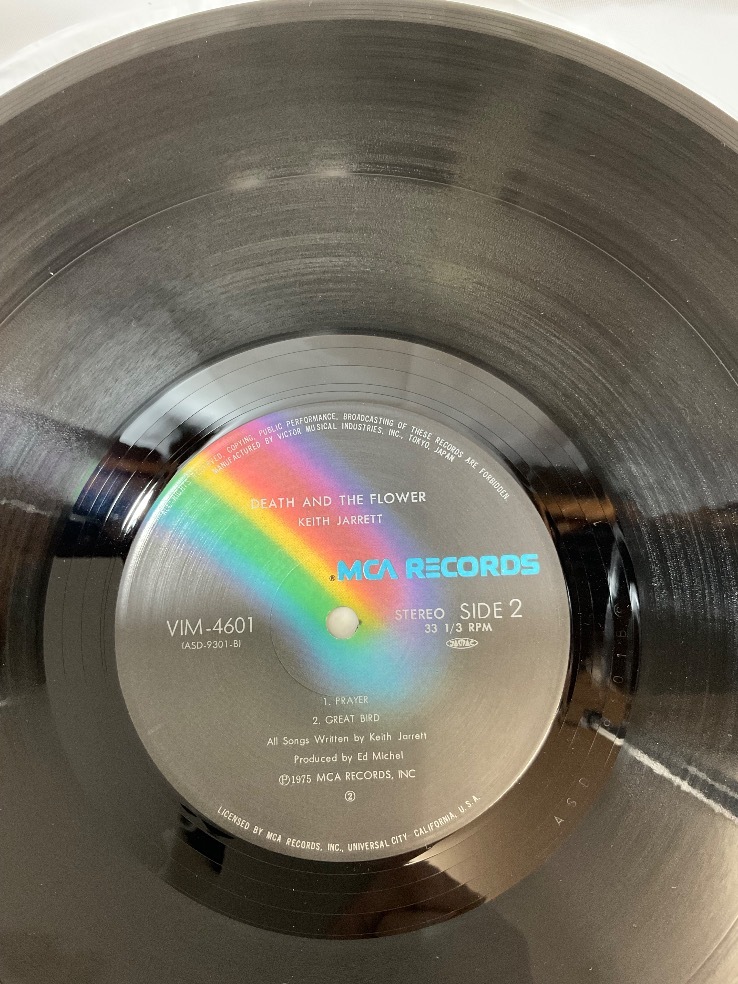 COPYING, PUBLIC PERFORMANCE, BROADCASTING OF THESE RECORDS ARE FORBIDDEN.
MANUFACTURED BY VICTOR MUSICAL INDUSTRIES, INC., TOKYO, JAPAN
DEATH AND THE FLOWER
KEITH JARRETT
®MCA RECORDS
VIM-4601
(ASD-9301-B)
STEREO SIDE 2
33 1/3 RPM
1. PRAYER
2. GREAT BIRD
All Songs Written by Keith Jarrett
Produced by Ed Michel
Ⓟ1975 MCA RECORDS, INC
②
LICENSED BY MCA RECORDS, INC., UNIVERSAL CITY- CALIFORNIA, U.S.A.